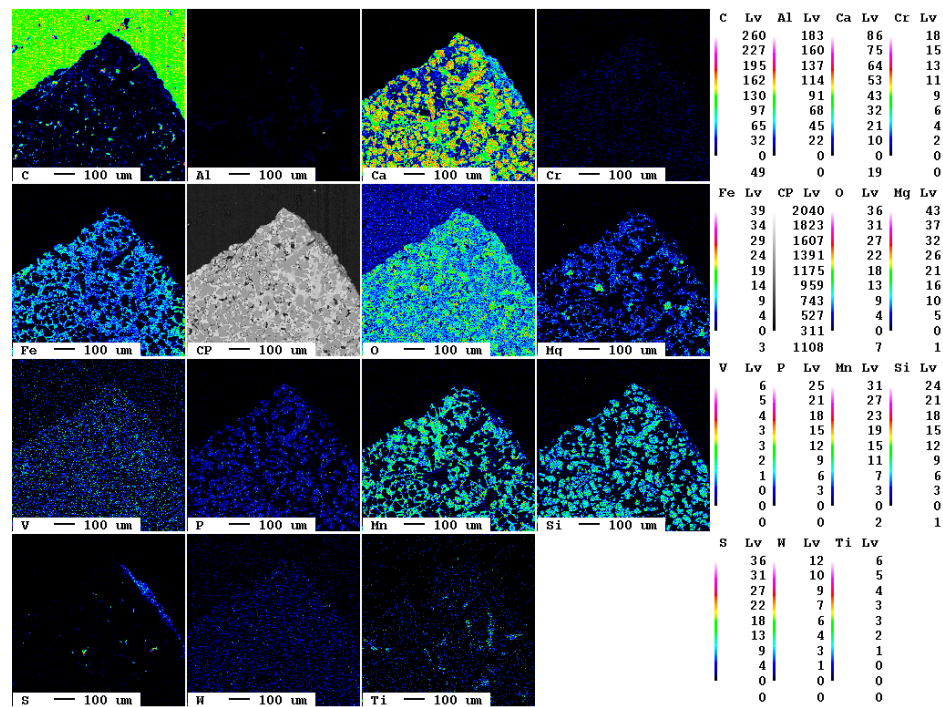 C Lv Al Lv Ca Lv Cr Lv
260 183 86 18
227 160 75 15
195 137 64 13
162 114 53 11
130 91 43 9
97 68 32 6
65 45 21 4
32 22 10 2
0 0 0 0
49 0 19 0
C 100 um Al 100 um Ca 100 um Cr 100 um
Fe Lv CP Lv O Lv Mg Lv
39 2040 36 43
34 1823 31 37
29 1607 27 32
24 1391 22 26
19 1175 18 21
14 959 13 16
9 743 9 10
4 527 4 5
0 311 0 0
3 1108 7 1
Fe 100 um CP 100 um O 100 um Mg 100 um
V Lv P Lv Mn Lv Si Lv
6 25 31 24
5 21 27 21
4 18 23 18
3 15 19 15
3 12 15 12
2 9 11 9
1 6 7 6
0 3 3 3
0 0 0 0
0 0 2 1
V 100 um P 100 um Mn 100 um Si 100 um
S Lv W Lv Ti Lv
36 12 6
31 10 5
27 9 4
22 7 3
18 6 3
13 4 2
9 3 1
4 1 0
0 0 0
0 0 0
S 100 um W 100 um Ti 100 um